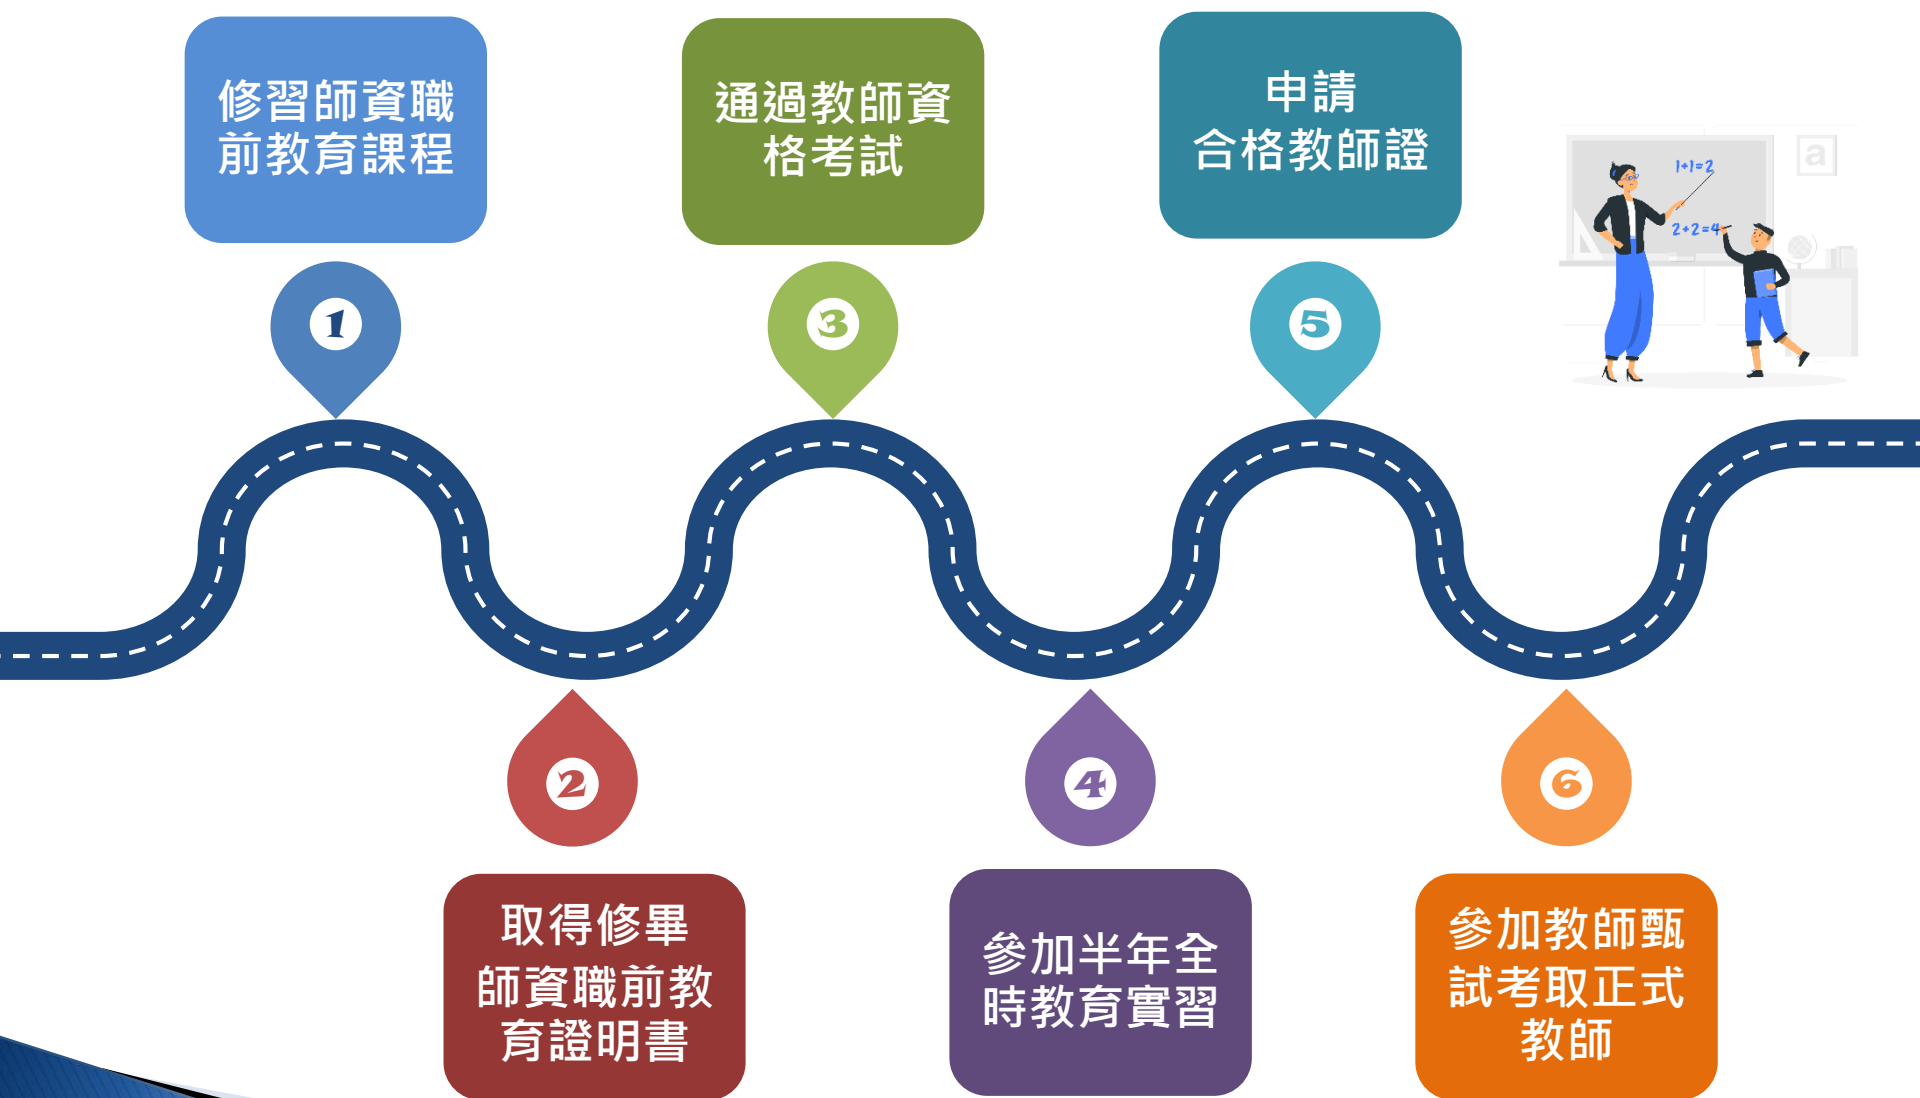 修習師資職
前教育課程
1
取得修畢
師資職前教
育證明書
2
通過教師資
格考試
3
參加半年全
時教育實習
4
申請
合格教師證
5
參加教師甄
試考取正式
教師
6
1+1=2
2+2=4
a